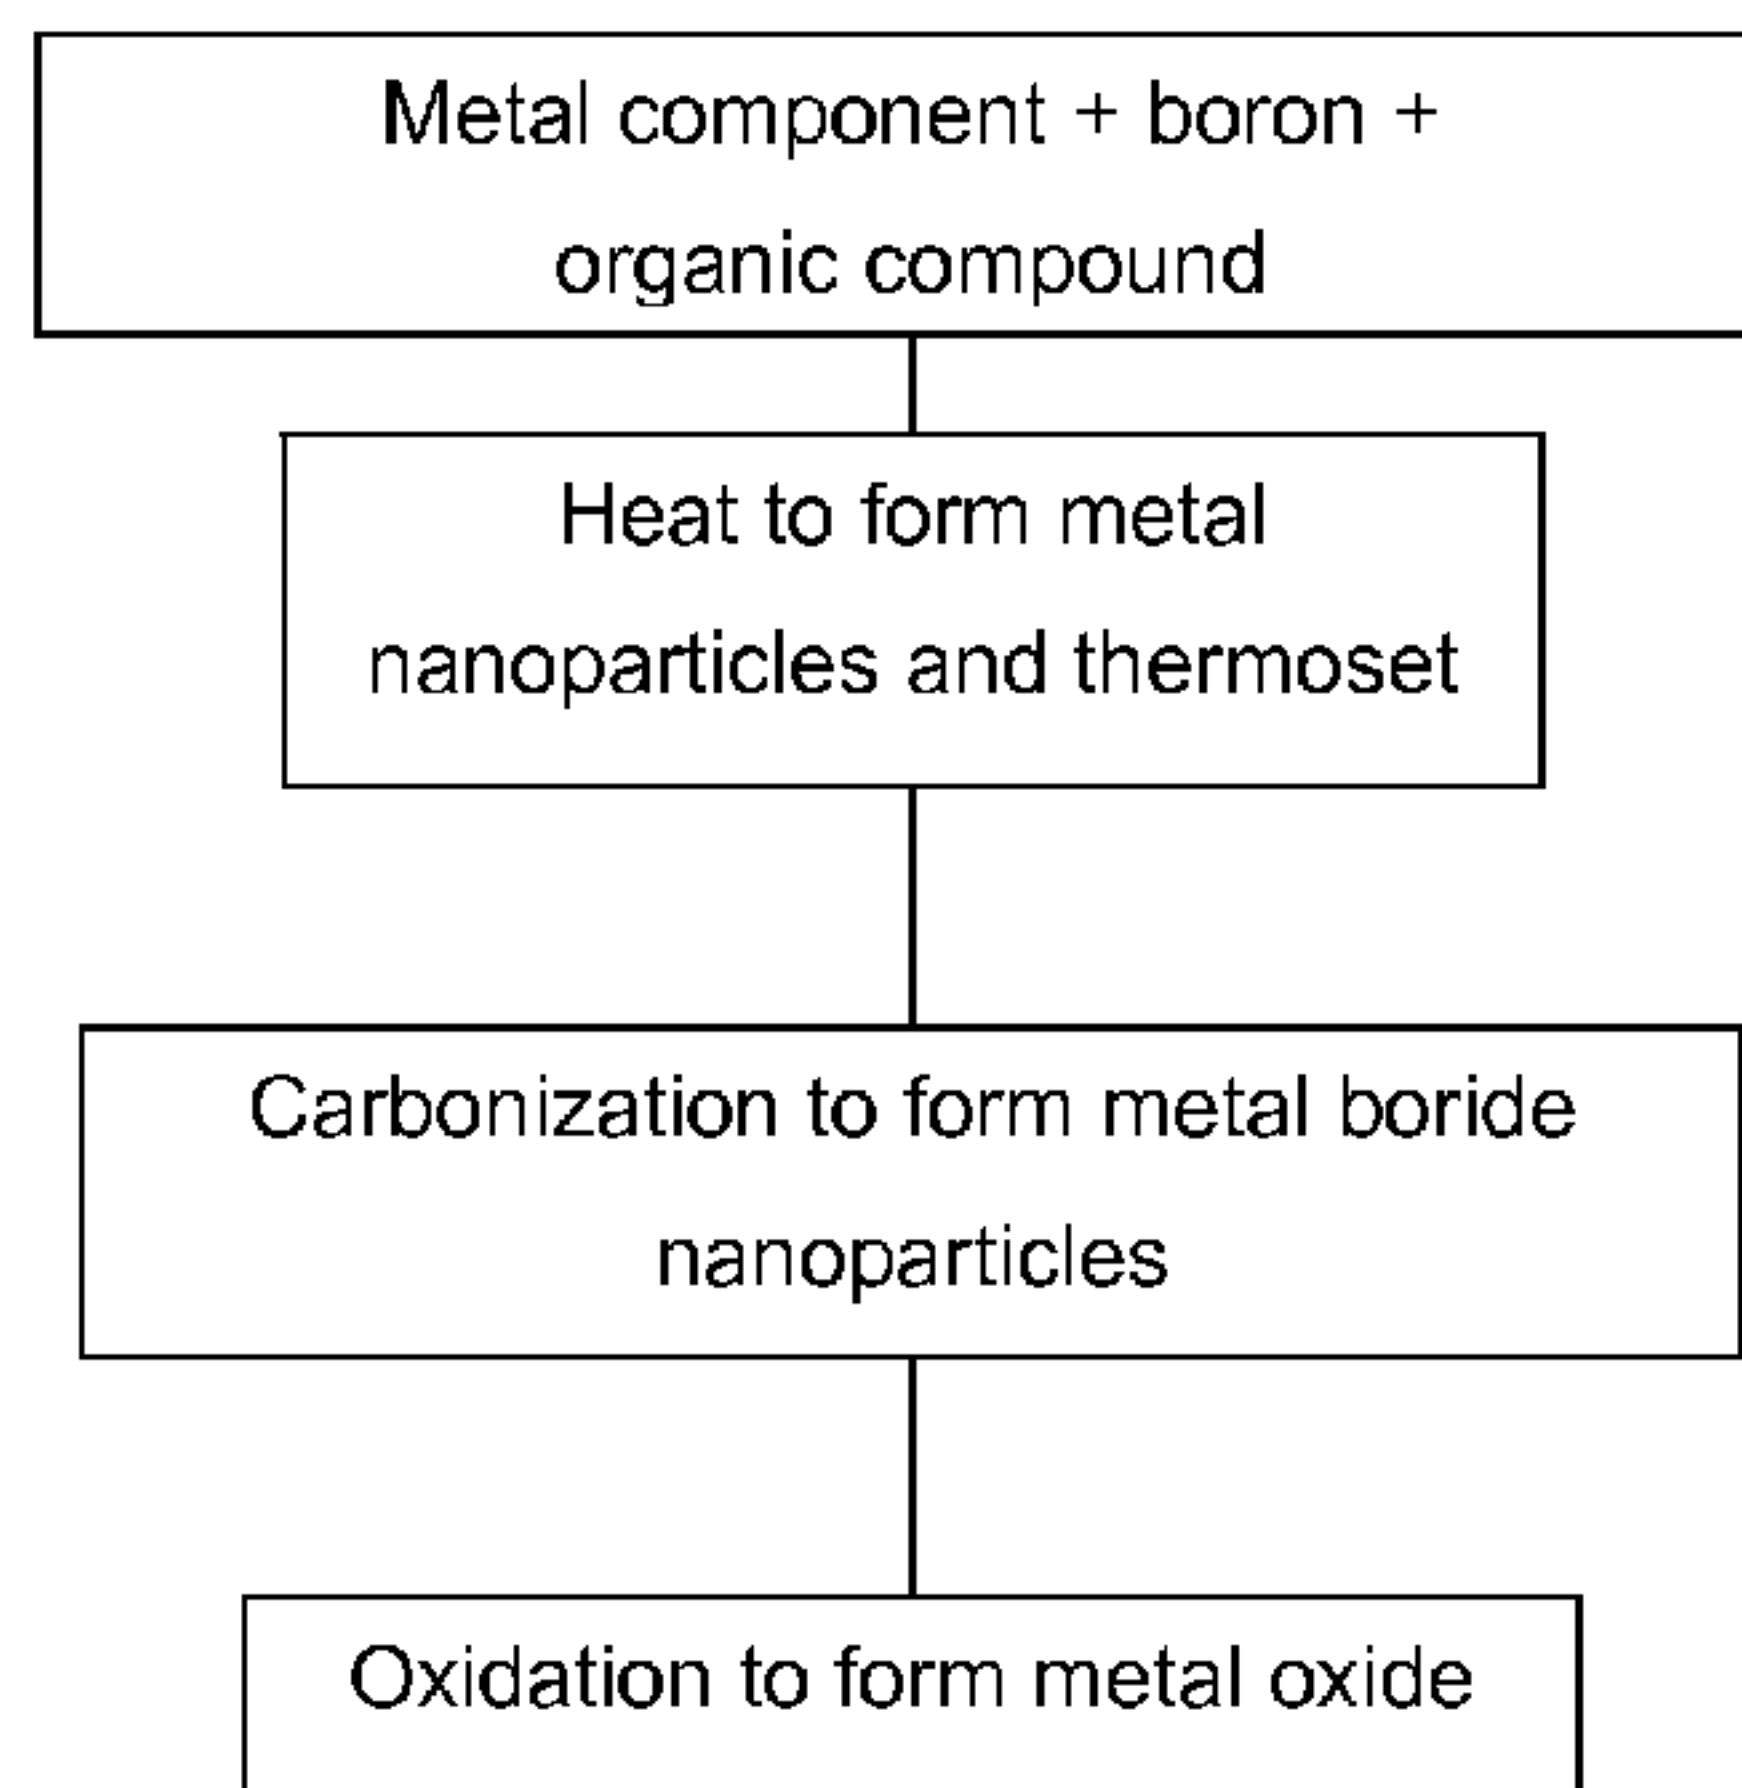 Metal component + boron +
organic compound
Heat to form metal
nanoparticles and thermoset
Carbonization to form metal boride
nanoparticles
Oxidation to form metal oxide